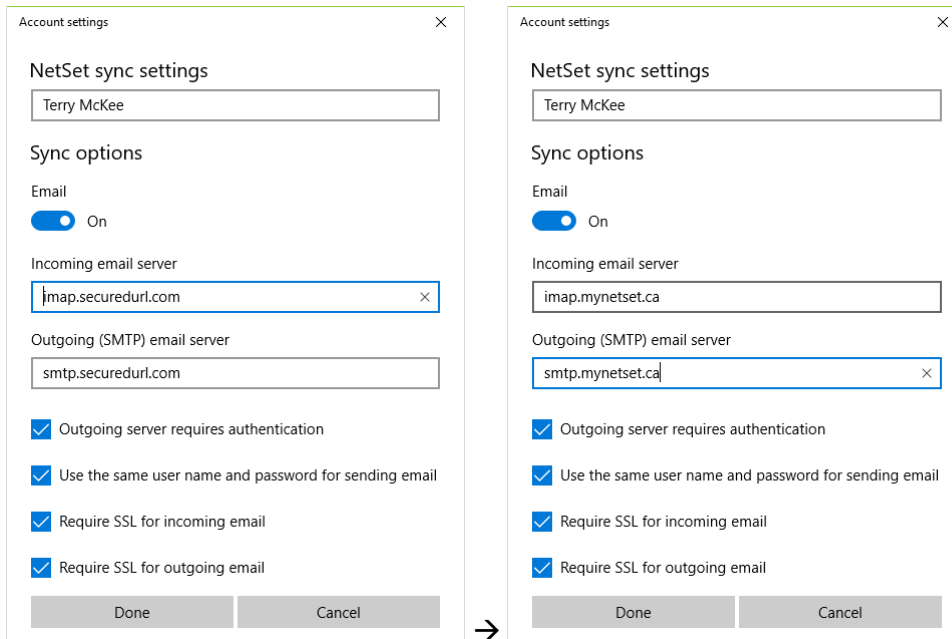 Account settings
NetSet sync settings
Terry McKee
Sync options
Email
On
Incoming email server
imap.securedurl.com
Outgoing (SMTP) email server
smtp.securedurl.com
Outgoing server requires authentication
Use the same user name and password for sending email
Require SSL for incoming email
Require SSL for outgoing email
Done Cancel
→
Account settings
NetSet sync settings
Terry McKee
Sync options
Email
On
Incoming email server
imap.mynetset.ca
Outgoing (SMTP) email server
smtp.mynetset.ca
Outgoing server requires authentication
Use the same user name and password for sending email
Require SSL for incoming email
Require SSL for outgoing email
Done Cancel